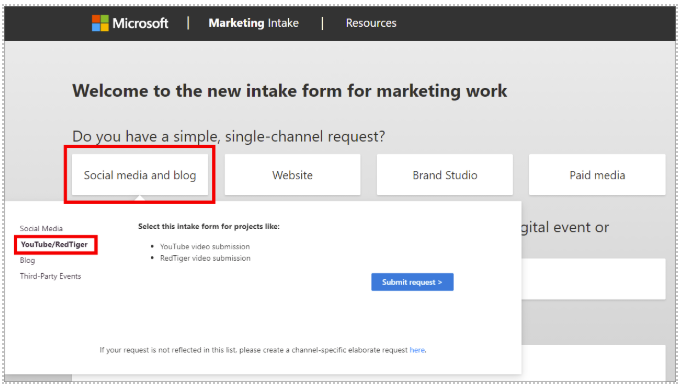 Microsoft | Marketing Intake | Resources
Welcome to the new intake form for marketing work
Do you have a simple, single-channel request?
Social media and blog
Website
Brand Studio
Paid media
gital event or
Social Media
YouTube/RedTiger
Blog
Third-Party Events
Select this intake form for projects like:
• YouTube video submission
• RedTiger video submission
Submit request >
If your request is not reflected in this list, please create a channel-specific elaborate request here.